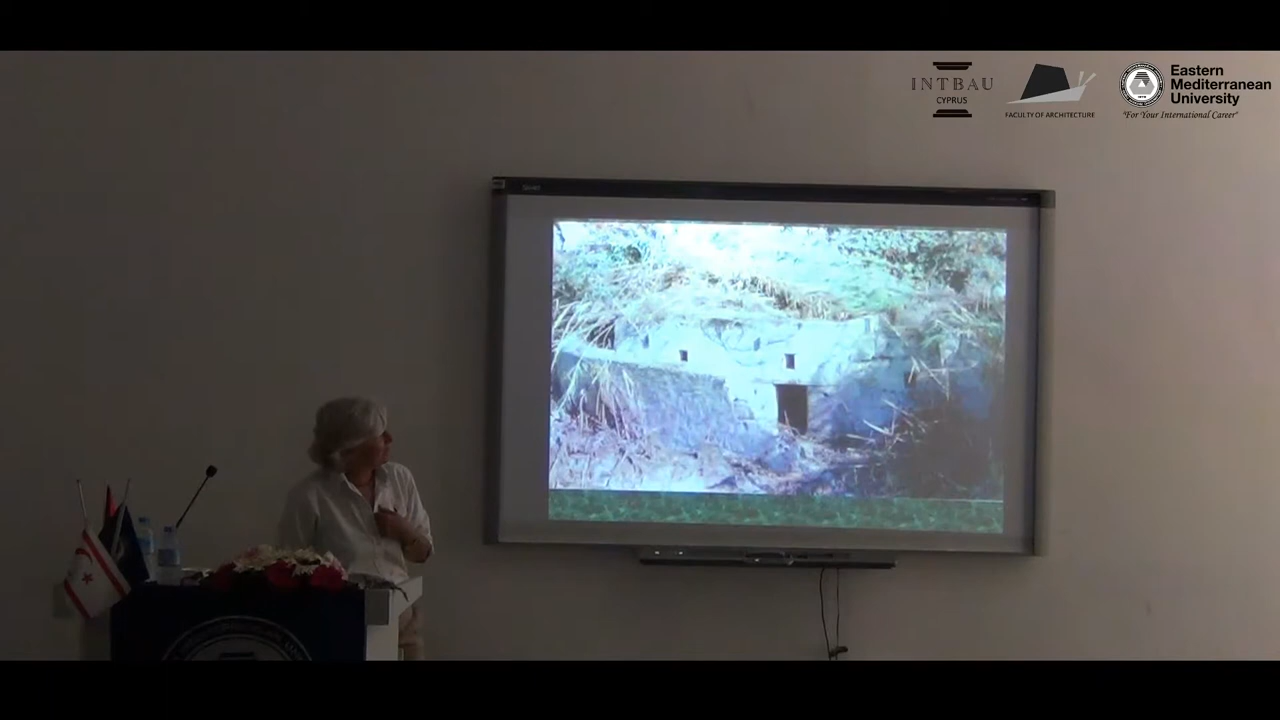 INTBAU
CYPRUS
FACULTY OF ARCHITECTURE
Eastern
Mediterranean
University
"For Your International Career"